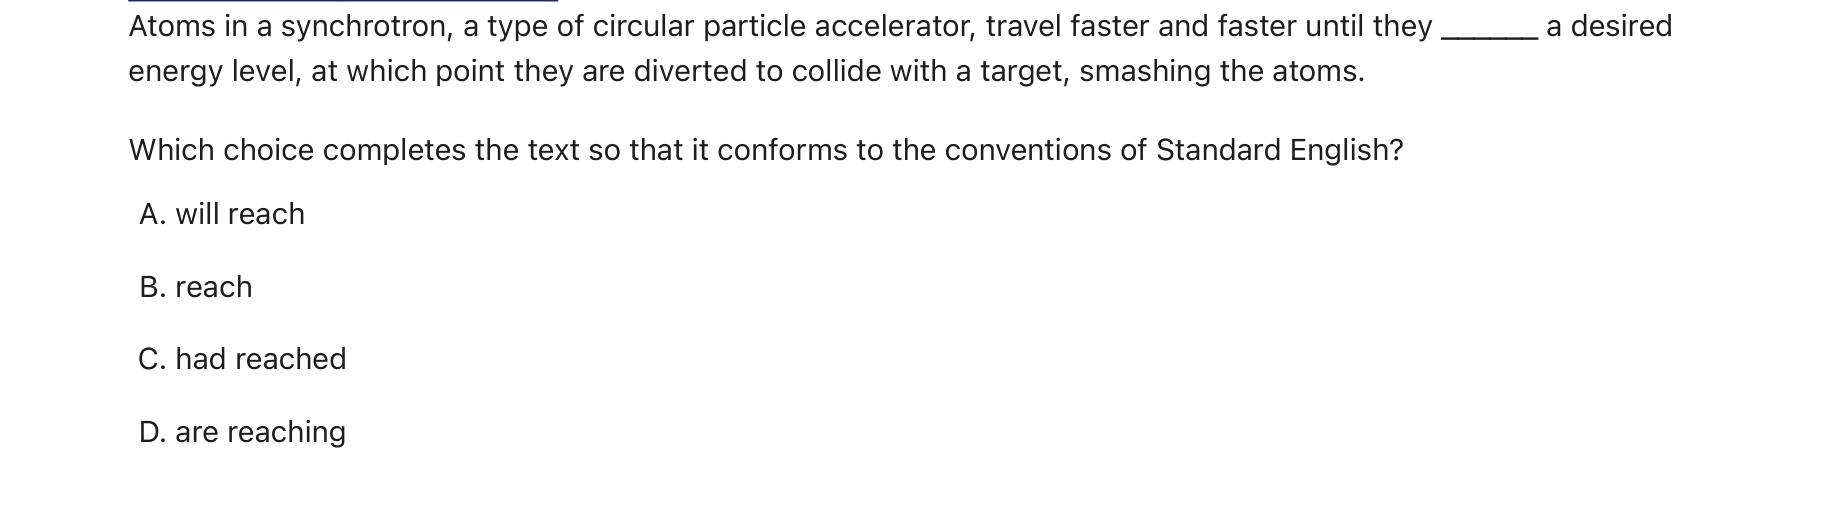 Atoms in a synchrotron, a type of circular particle accelerator, travel faster and faster until they ______ a desired
energy level, at which point they are diverted to collide with a target, smashing the atoms.
Which choice completes the text so that it conforms to the conventions of Standard English?
A. will reach
B. reach
C. had reached
D. are reaching